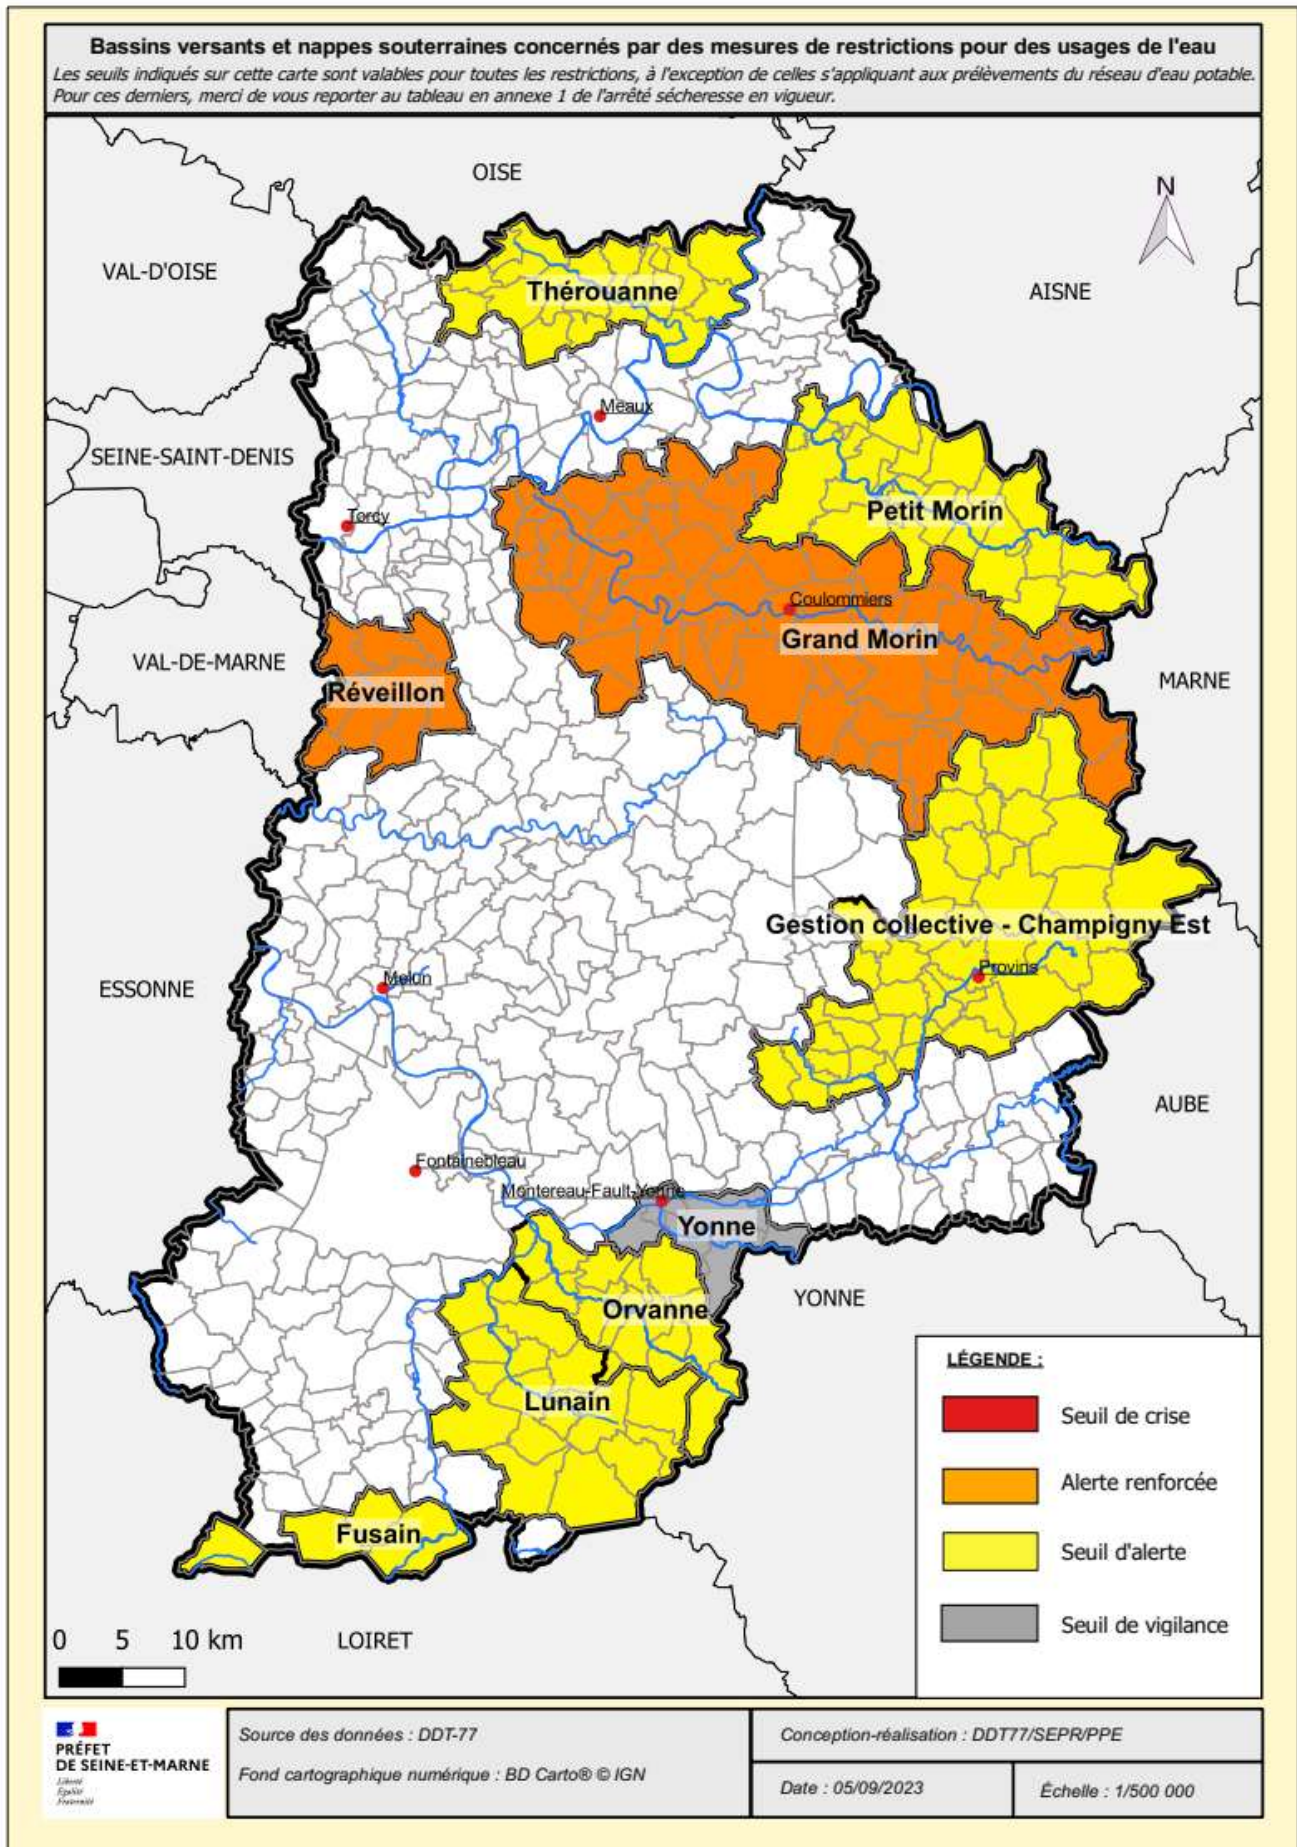 Bassins versants et nappes souterraines concernés par des mesures de restrictions pour des usages de l'eau
Les seuils indiqués sur cette carte sont valables pour toutes les restrictions, à l'exception de celles s'appliquant aux prélèvements du réseau d'eau potable.
Pour ces derniers, merci de vous reporter au tableau en annexe 1 de l'arrêté sécheresse en vigueur.
OISE
N
VAL-D'OISE
AISNE
Thérouanne
Meaux
SEINE-SAINT-DENIS
Torcy
Petit Morin
Coulommiers
Grand Morin
VAL-DE-MARNE
MARNE
Réveillon
Gestion collective - Champigny Est
Provins
Melun
ESSONNE
AUBE
Fontainebleau
Montereau-Fault-Yonne
Yonne
YONNE
Orvanne
Lunain
Fusain
LÉGENDE :
Seuil de crise
Alerte renforcée
Seuil d'alerte
Seuil de vigilance
0 5 10 km
LOIRET
PRÉFET
DE SEINE-ET-MARNE
Liberté
Égalité
Fraternité
Source des données : DDT-77
Fond cartographique numérique : BD Carto® © IGN
Conception-réalisation : DDT77/SEPR/PPE
Date : 05/09/2023
Échelle : 1/500 000